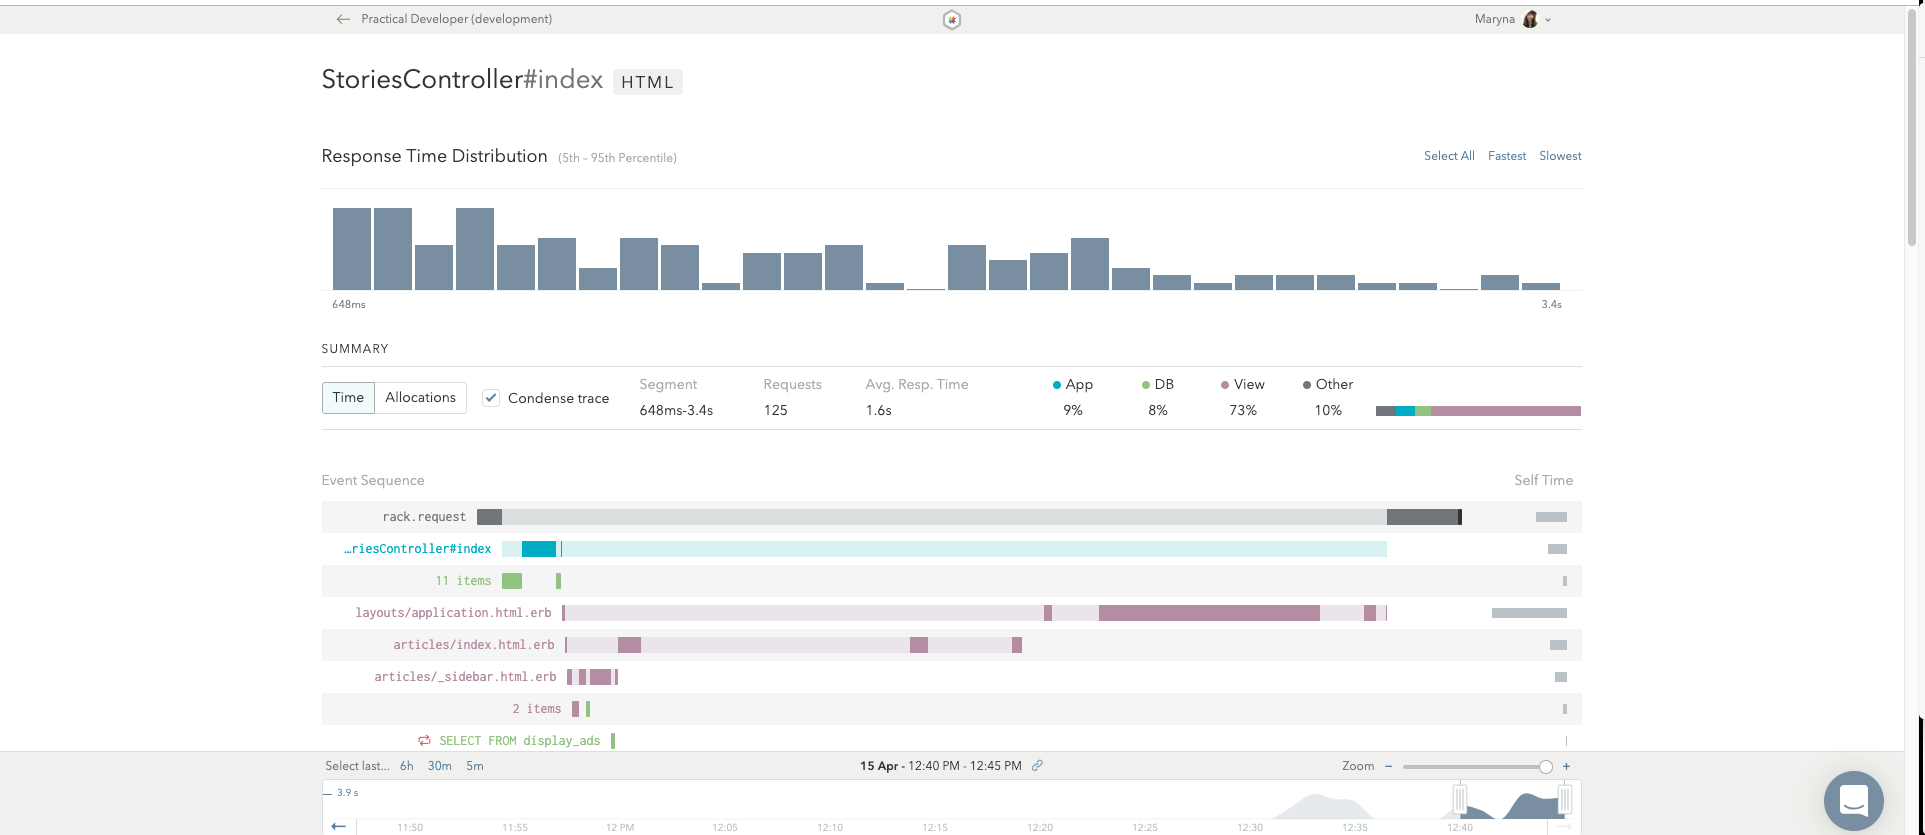 Practical Developer (development)
Maryna
StoriesController#index HTML
Response Time Distribution (5th – 95th Percentile)
Select All Fastest Slowest
648ms 3.4s
SUMMARY
Time Allocations Condense trace
Segment Requests Avg. Resp. Time App DB View Other
648ms-3.4s 125 1.6s 9% 8% 73% 10%
Event Sequence Self Time
rack.request
…riesController#index
11 items
layouts/application.html.erb
articles/index.html.erb
articles/_sidebar.html.erb
2 items
SELECT FROM display_ads
Select last... 6h 30m 5m 15 Apr - 12:40 PM - 12:45 PM Zoom − +
3.9 s
11:50 11:55 12 PM 12:05 12:10 12:15 12:20 12:25 12:30 12:35 12:40